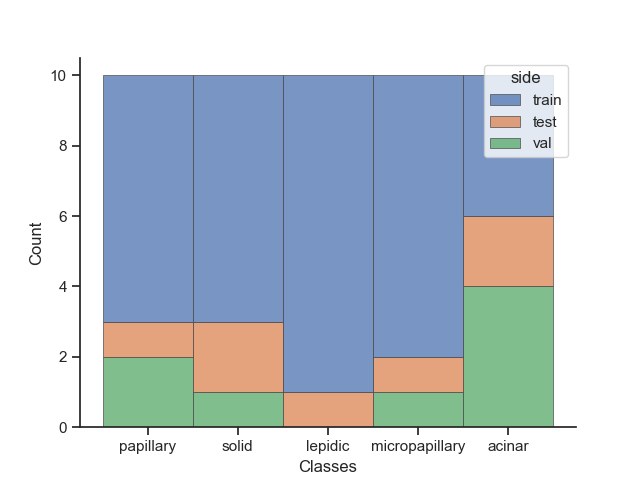 side
train
test
val
10
8
6
4
2
0
Count
papillary solid lepidic micropapillary acinar
Classes